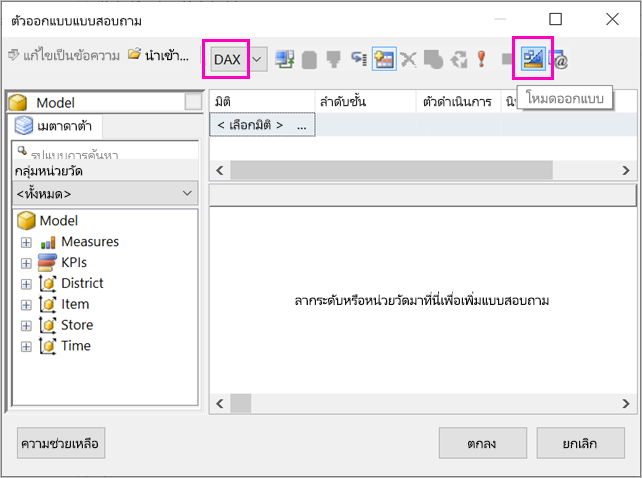 ตัวออกแบบแบบสอบถาม
แก้ไขเป็นข้อความ นำเข้า... DAX
Model
มิติ ลำดับชั้น ตัวดำเนินการ
โหมดออกแบบ
เมตาดาต้า
< เลือกมิติ > ...
รูปแบบการค้นหา
กลุ่มหน่วยวัด
<ทั้งหมด>
Model
Measures
KPIs
District
Item
Store
Time
ลากระดับหรือหน่วยวัดมาที่นี่เพื่อเพิ่มแบบสอบถาม
ความช่วยเหลือ ตกลง ยกเลิก